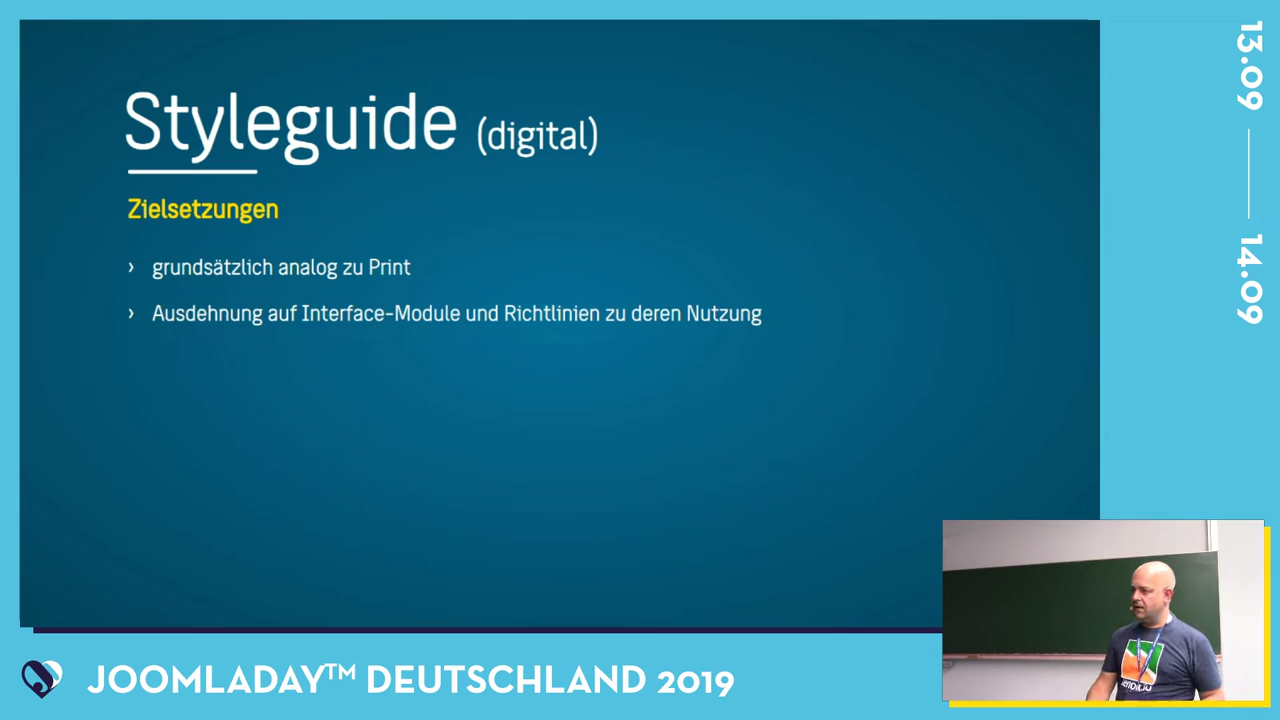 Styleguide (digital)
Zielsetzungen
› grundsätzlich analog zu Print
› Ausdehnung auf Interface-Module und Richtlinien zu deren Nutzung
13.09
14.09
JOOMLADAY™ DEUTSCHLAND 2019